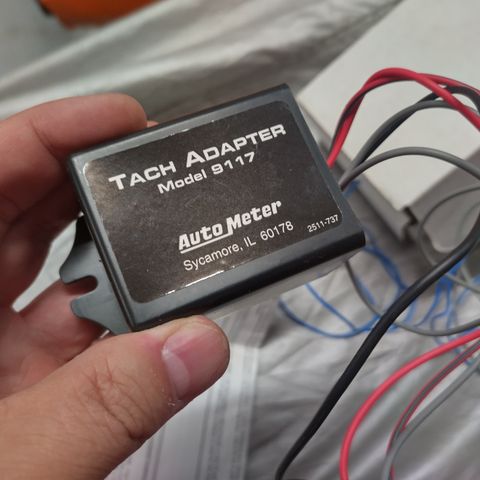 TACH ADAPTER
Model 9117
Auto Meter
Sycamore, IL 60178
2511-737